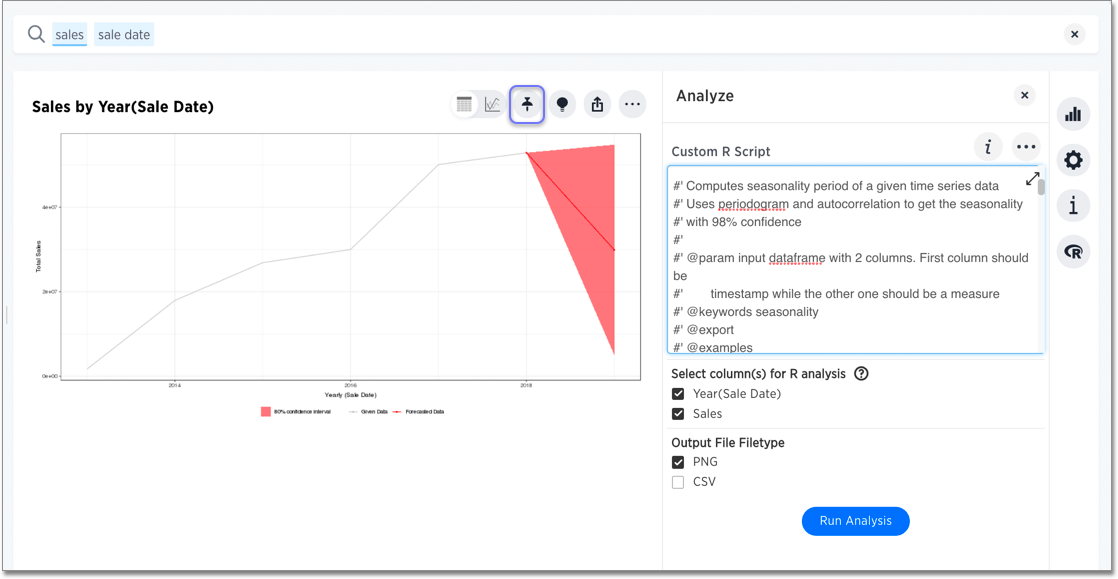 sales sale date
Sales by Year(Sale Date)
Total Sales
4e+07
2e+07
0e+00
2014 2016 2018
Yearly (Sale Date)
80% confidence interval Given Data Forecasted Data
Analyze
Custom R Script
#' Computes seasonality period of a given time series data
#' Uses periodogram and autocorrelation to get the seasonality
#' with 98% confidence
#'
#' @param input dataframe with 2 columns. First column should
be
#' timestamp while the other one should be a measure
#' @keywords seasonality
#' @export
#' @examples
Select column(s) for R analysis
Year(Sale Date)
Sales
Output File Filetype
PNG
CSV
Run Analysis